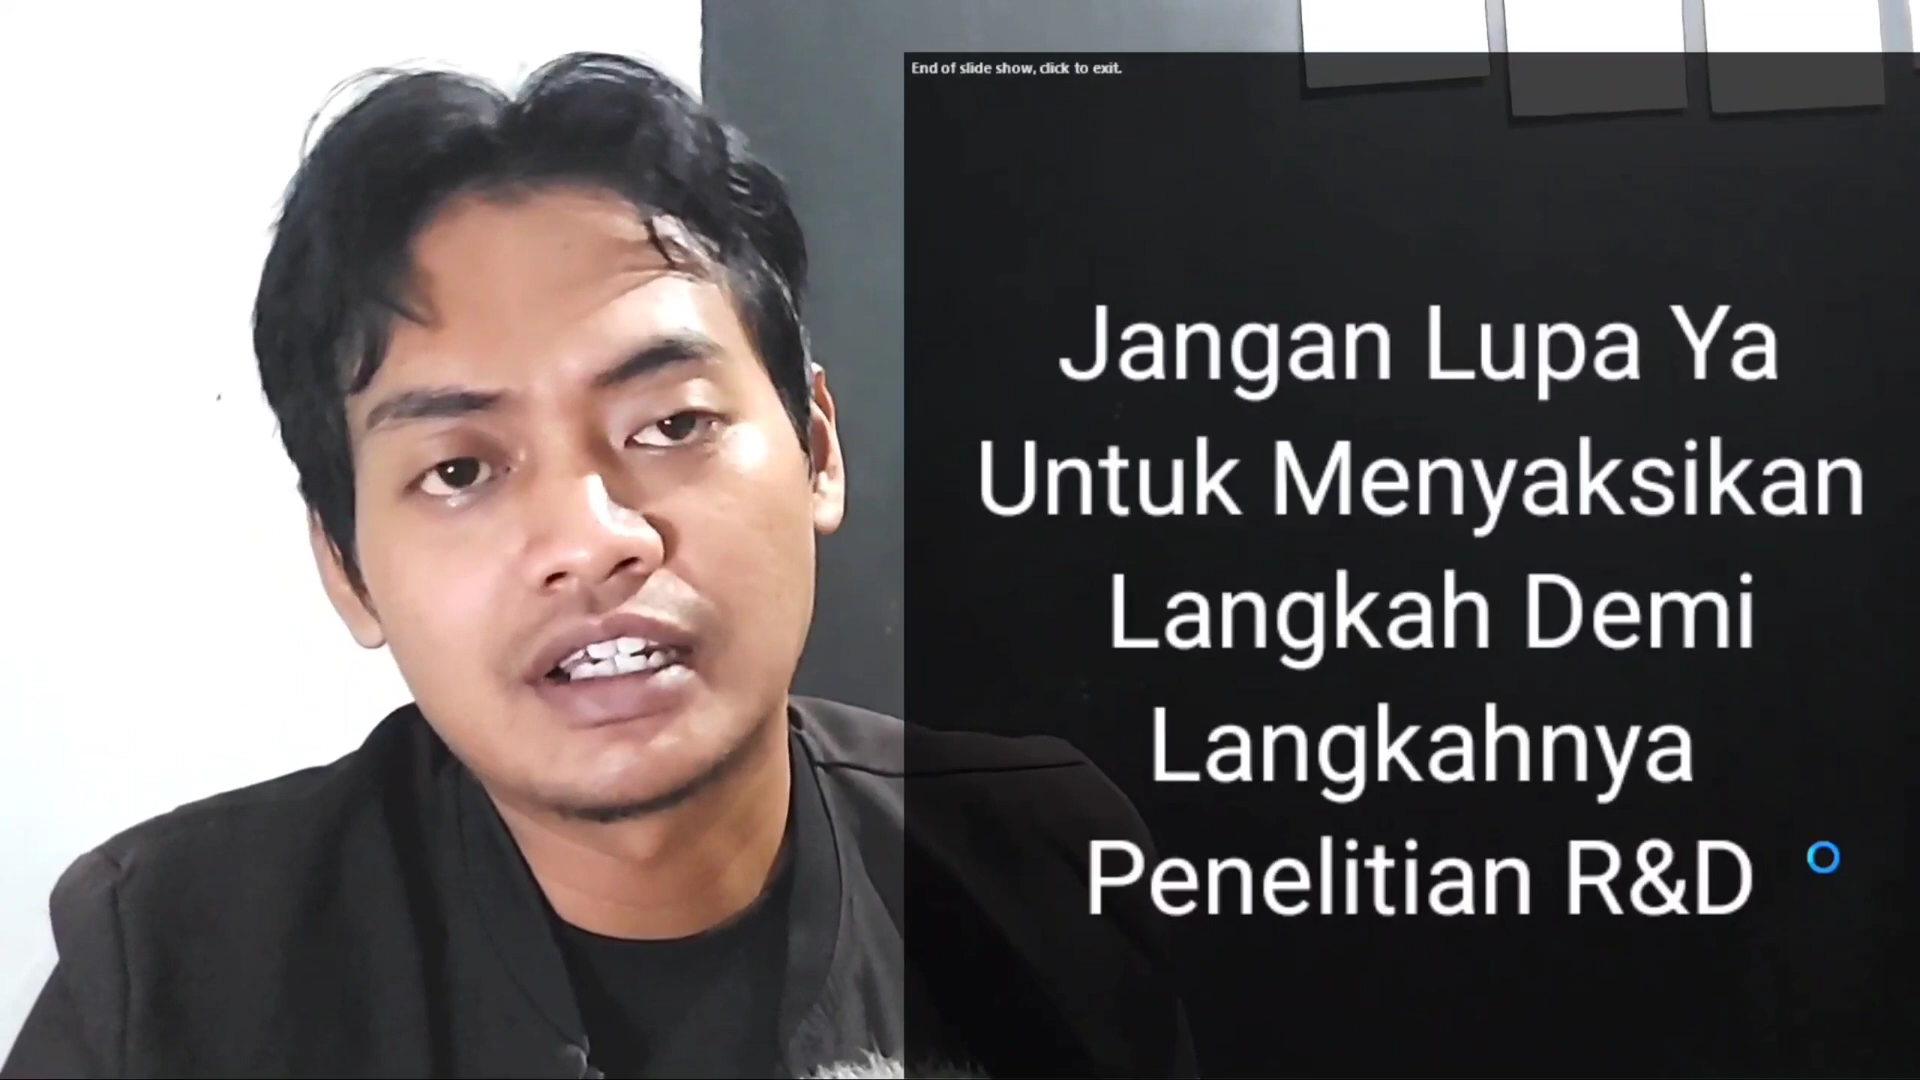 End of slide show, click to exit.
Jangan Lupa Ya
Untuk Menyaksikan
Langkah Demi
Langkahnya
Penelitian R&D